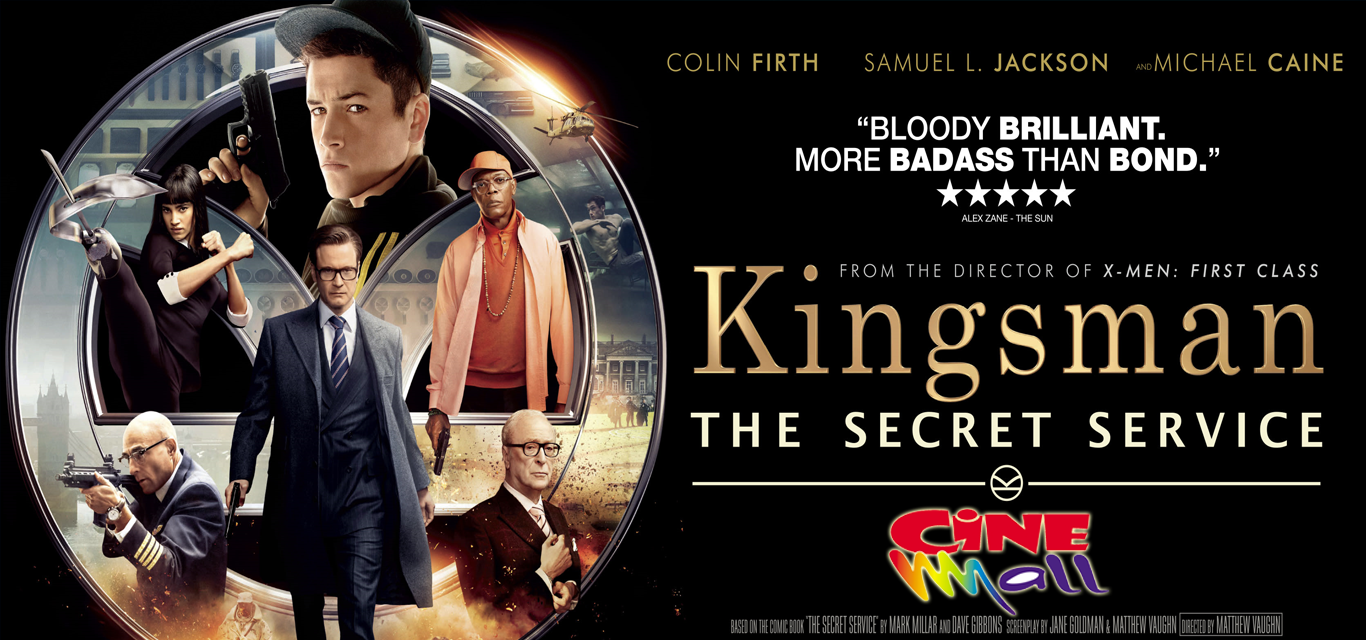 COLIN FIRTH SAMUEL L. JACKSON AND MICHAEL CAINE
“BLOODY BRILLIANT.
MORE BADASS THAN BOND.”
★★★★★
ALEX ZANE - THE SUN
FROM THE DIRECTOR OF X-MEN: FIRST CLASS
Kingsman
THE SECRET SERVICE
CiNE
Mall
BASED ON THE COMIC BOOK "THE SECRET SERVICE" BY MARK MILLAR AND DAVE GIBBONS SCREENPLAY BY JANE GOLDMAN & MATTHEW VAUGHN DIRECTED BY MATTHEW VAUGHN